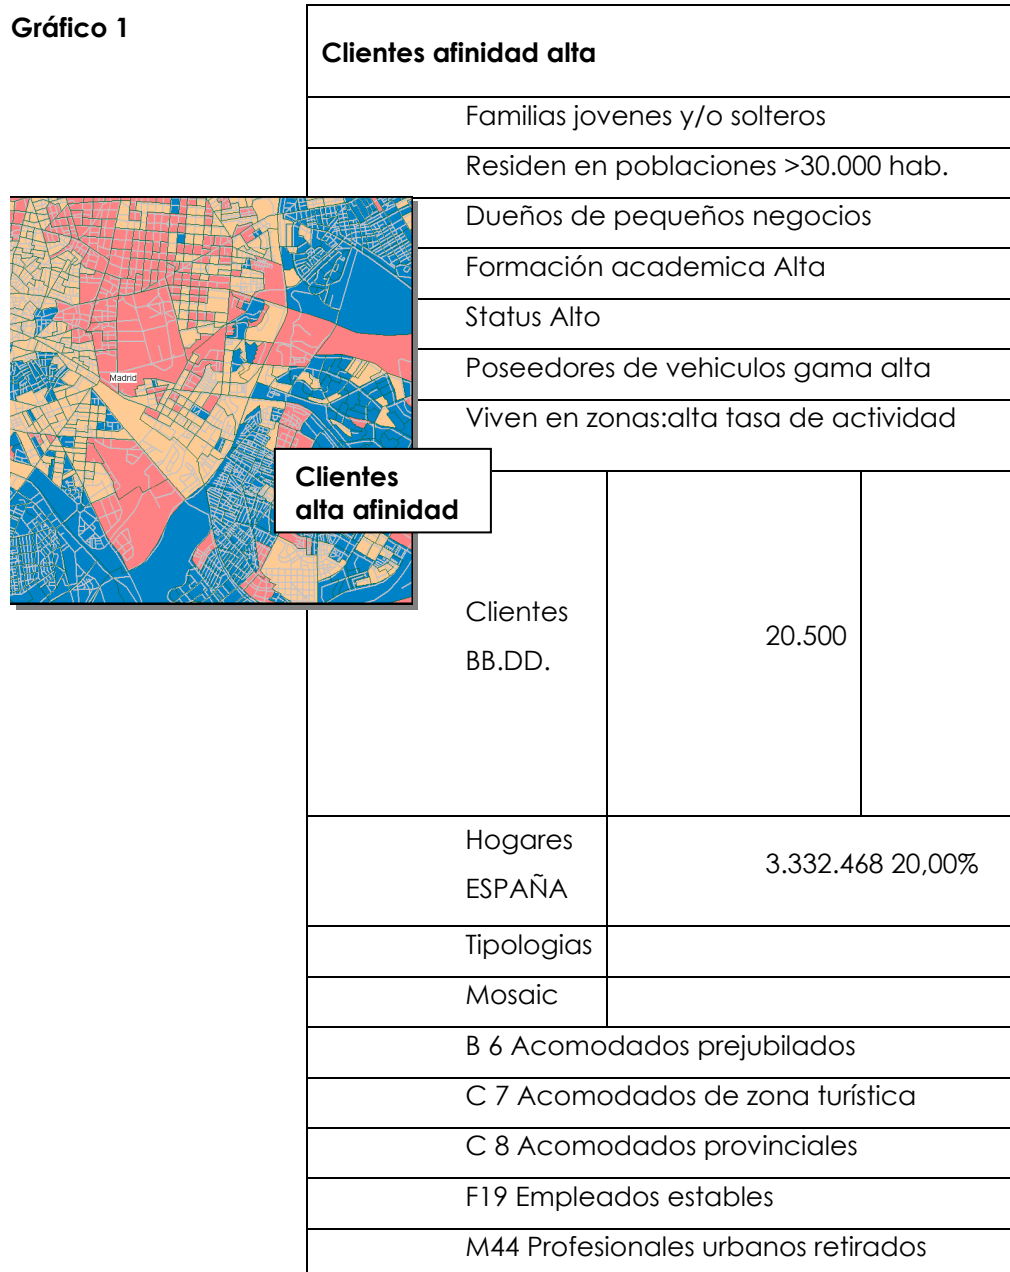 Gráfico 1
Clientes afinidad alta
Familias jovenes y/o solteros
Residen en poblaciones >30.000 hab.
Dueños de pequeños negocios
Formación academica Alta
Status Alto
Poseedores de vehiculos gama alta
Viven en zonas:alta tasa de actividad
Madrid
Clientes
alta afinidad
Clientes
BB.DD.
20.500
Hogares
ESPAÑA
3.332.468 20,00%
Tipologias
Mosaic
B 6 Acomodados prejubilados
C 7 Acomodados de zona turística
C 8 Acomodados provinciales
F19 Empleados estables
M44 Profesionales urbanos retirados